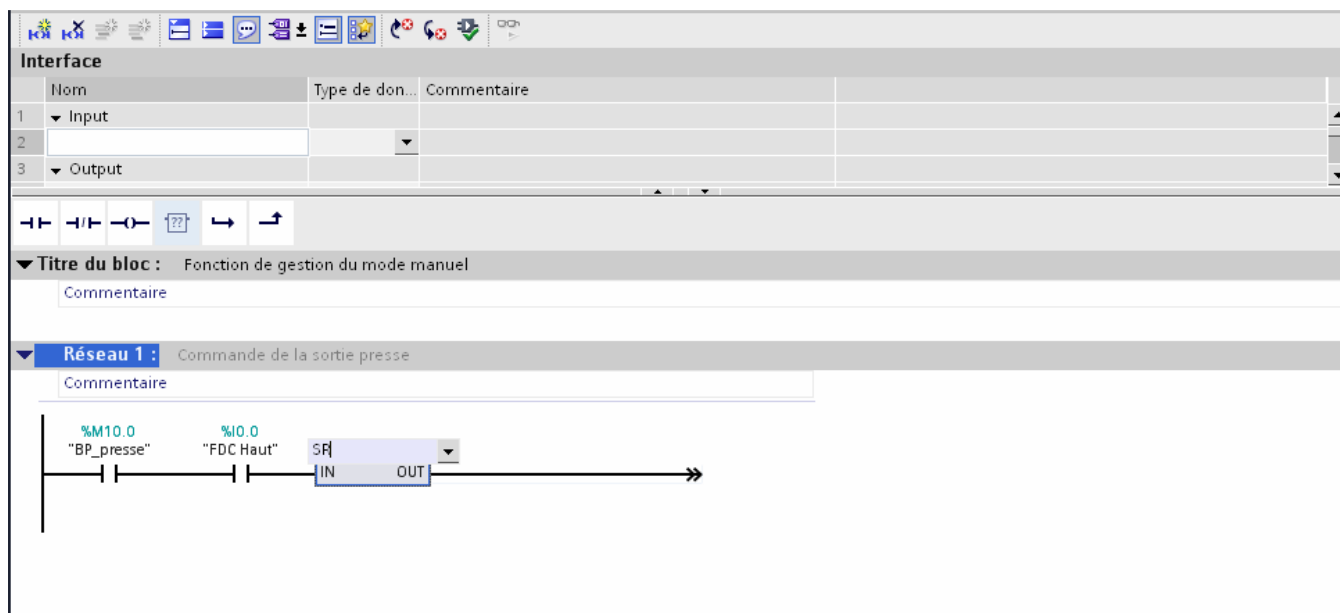 Interface
Nom Type de don... Commentaire
1 Input
2
3 Output
??
Titre du bloc : Fonction de gestion du mode manuel
Commentaire
Réseau 1 : Commande de la sortie presse
Commentaire
%M10.0 %I0.0
"BP_presse" "FDC Haut" SR
IN OUT